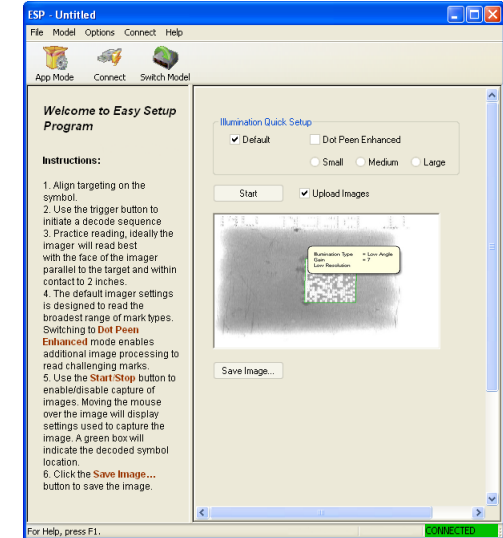 ESP - Untitled
File Model Options Connect Help
App Mode Connect Switch Model
Welcome to Easy Setup
Program
Instructions:
1. Align targeting on the
symbol.
2. Use the trigger button to
initiate a decode sequence
3. Practice reading, ideally the
imager will read best
with the face of the imager
parallel to the target and within
contact to 2 inches.
4. The default imager settings
is designed to read the
broadest range of mark types.
Switching to Dot Peen
Enhanced mode enables
additional image processing to
read challenging marks.
5. Use the Start/Stop button to
enable/disable capture of
images. Moving the mouse
over the image will display
settings used to capture the
image. A green box will
indicate the decoded symbol
location.
6. Click the Save Image...
button to save the image.
Illumination Quick Setup
Default Dot Peen Enhanced
Small Medium Large
Start Upload Images
Illumination Type = Low Angle
Gain = 7
Low Resolution
Save Image...
For Help, press F1. CONNECTED